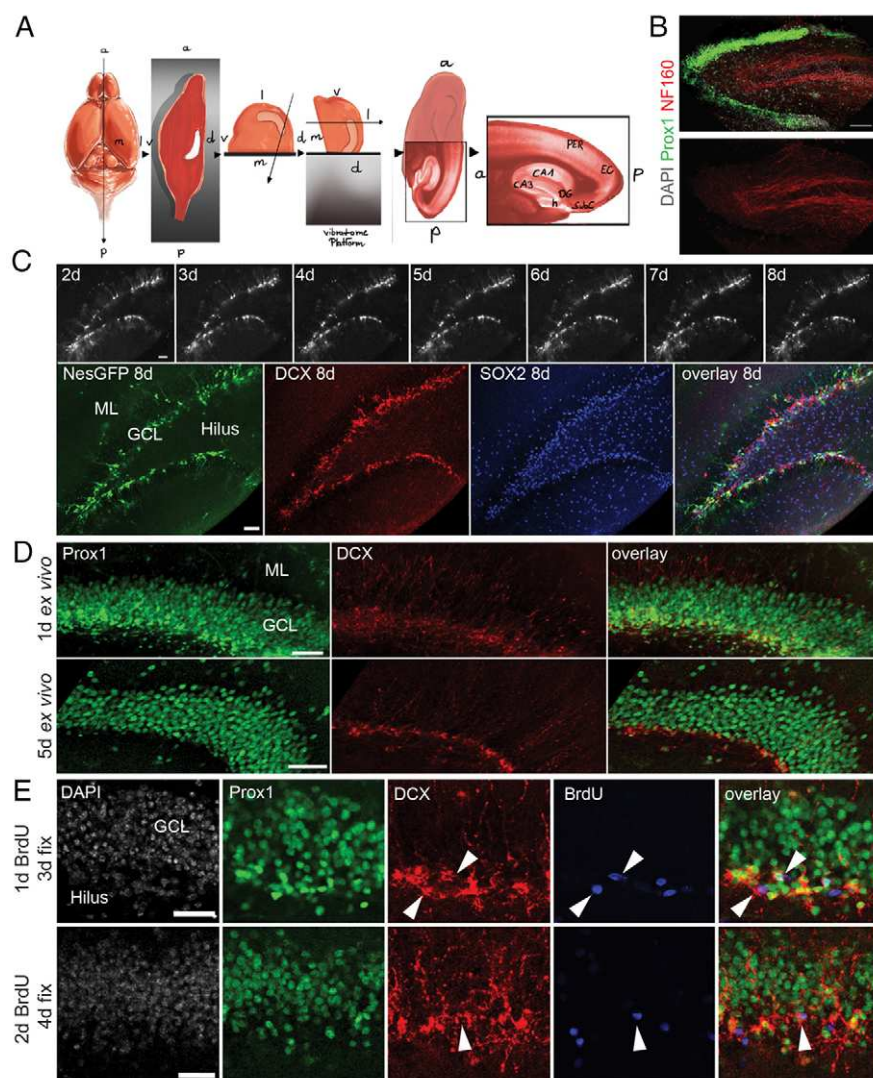 A
a
m
p
l
v
a
d
p
l
v
d
m
v
l
m
d
vibratome
Platform
a
p
a
PER
EC
CA1
CA3
DG
h
SubC
P
B
DAPI Prox1 NF160
C
2d
3d
4d
5d
6d
7d
8d
NesGFP 8d
DCX 8d
SOX2 8d
overlay 8d
ML
GCL
Hilus
D
1d ex vivo
Prox1
DCX
overlay
ML
GCL
5d ex vivo
E
DAPI
Prox1
DCX
BrdU
overlay
1d BrdU
3d fix
GCL
Hilus
2d BrdU
4d fix